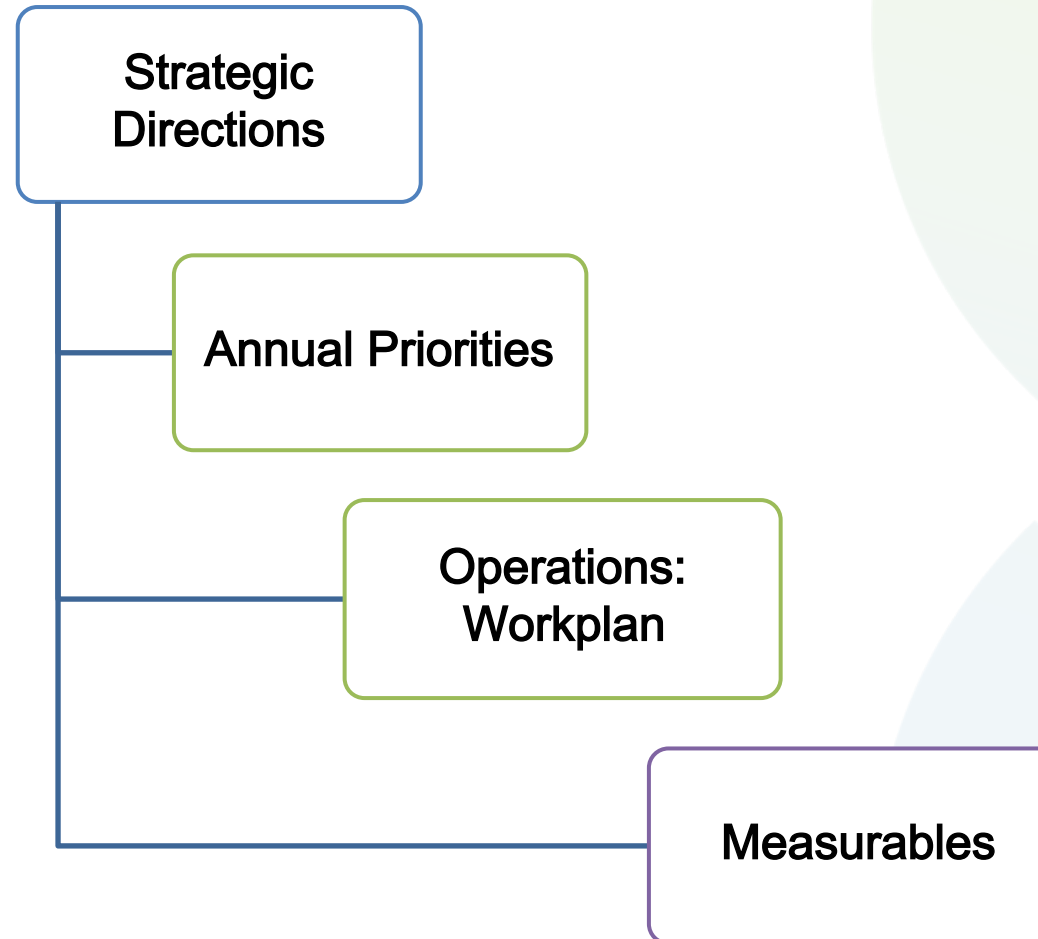 Strategic
Directions
Annual Priorities
Operations:
Workplan
Measurables